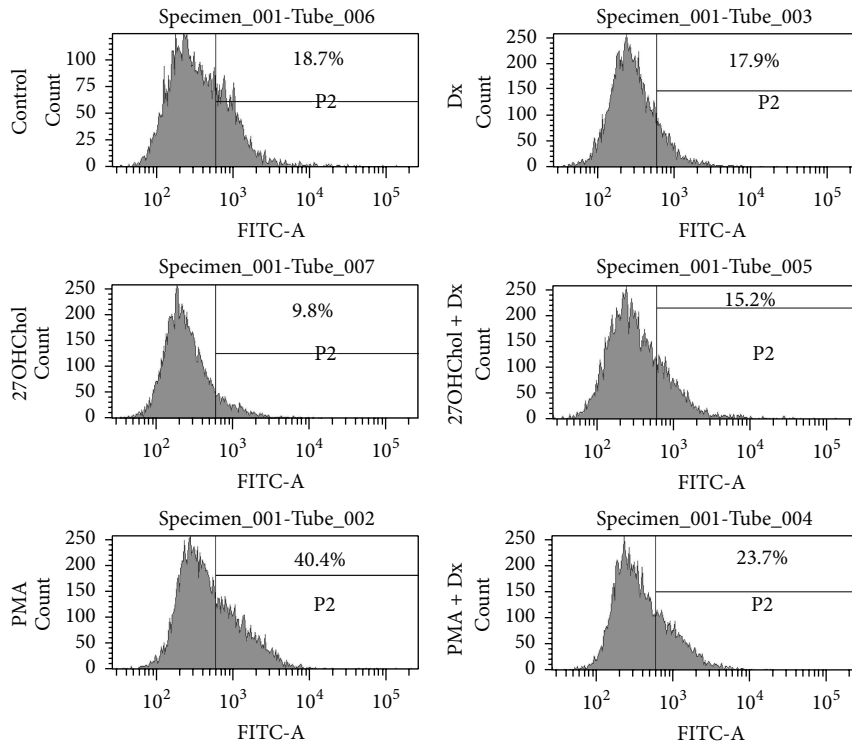 Specimen_001-Tube_006
Control
Count
100
75
50
25
0
18.7%
P2
10^2
10^3
10^4
10^5
FITC-A
Specimen_001-Tube_003
Dx
Count
250
200
150
100
50
0
17.9%
P2
10^2
10^3
10^4
10^5
FITC-A
Specimen_001-Tube_007
27OHChol
Count
250
200
150
100
50
0
9.8%
P2
10^2
10^3
10^4
10^5
FITC-A
Specimen_001-Tube_005
27OHChol + Dx
Count
250
200
150
100
50
0
15.2%
P2
10^2
10^3
10^4
10^5
FITC-A
Specimen_001-Tube_002
PMA
Count
250
200
150
100
50
0
40.4%
P2
10^2
10^3
10^4
10^5
FITC-A
Specimen_001-Tube_004
PMA + Dx
Count
250
200
150
100
50
0
23.7%
P2
10^2
10^3
10^4
10^5
FITC-A